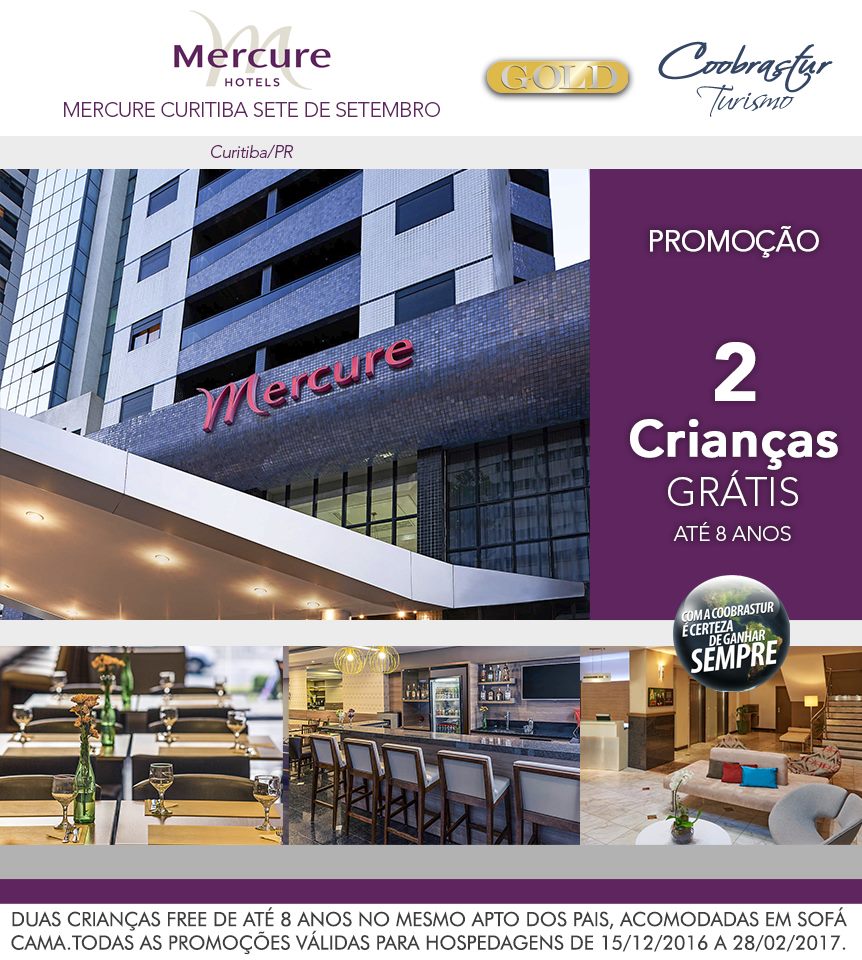 Mercure
HOTELS
MERCURE CURITIBA SETE DE SETEMBRO
GOLD
Coobrastur
Turismo
Curitiba/PR
Mercure
PROMOÇÃO
2
Crianças
GRÁTIS
ATÉ 8 ANOS
COM A COOBRASTUR
É CERTEZA
DE GANHAR
SEMPRE
DUAS CRIANÇAS FREE DE ATÉ 8 ANOS NO MESMO APTO DOS PAIS, ACOMODADAS EM SOFÁ
CAMA.TODAS AS PROMOÇÕES VÁLIDAS PARA HOSPEDAGENS DE 15/12/2016 A 28/02/2017.